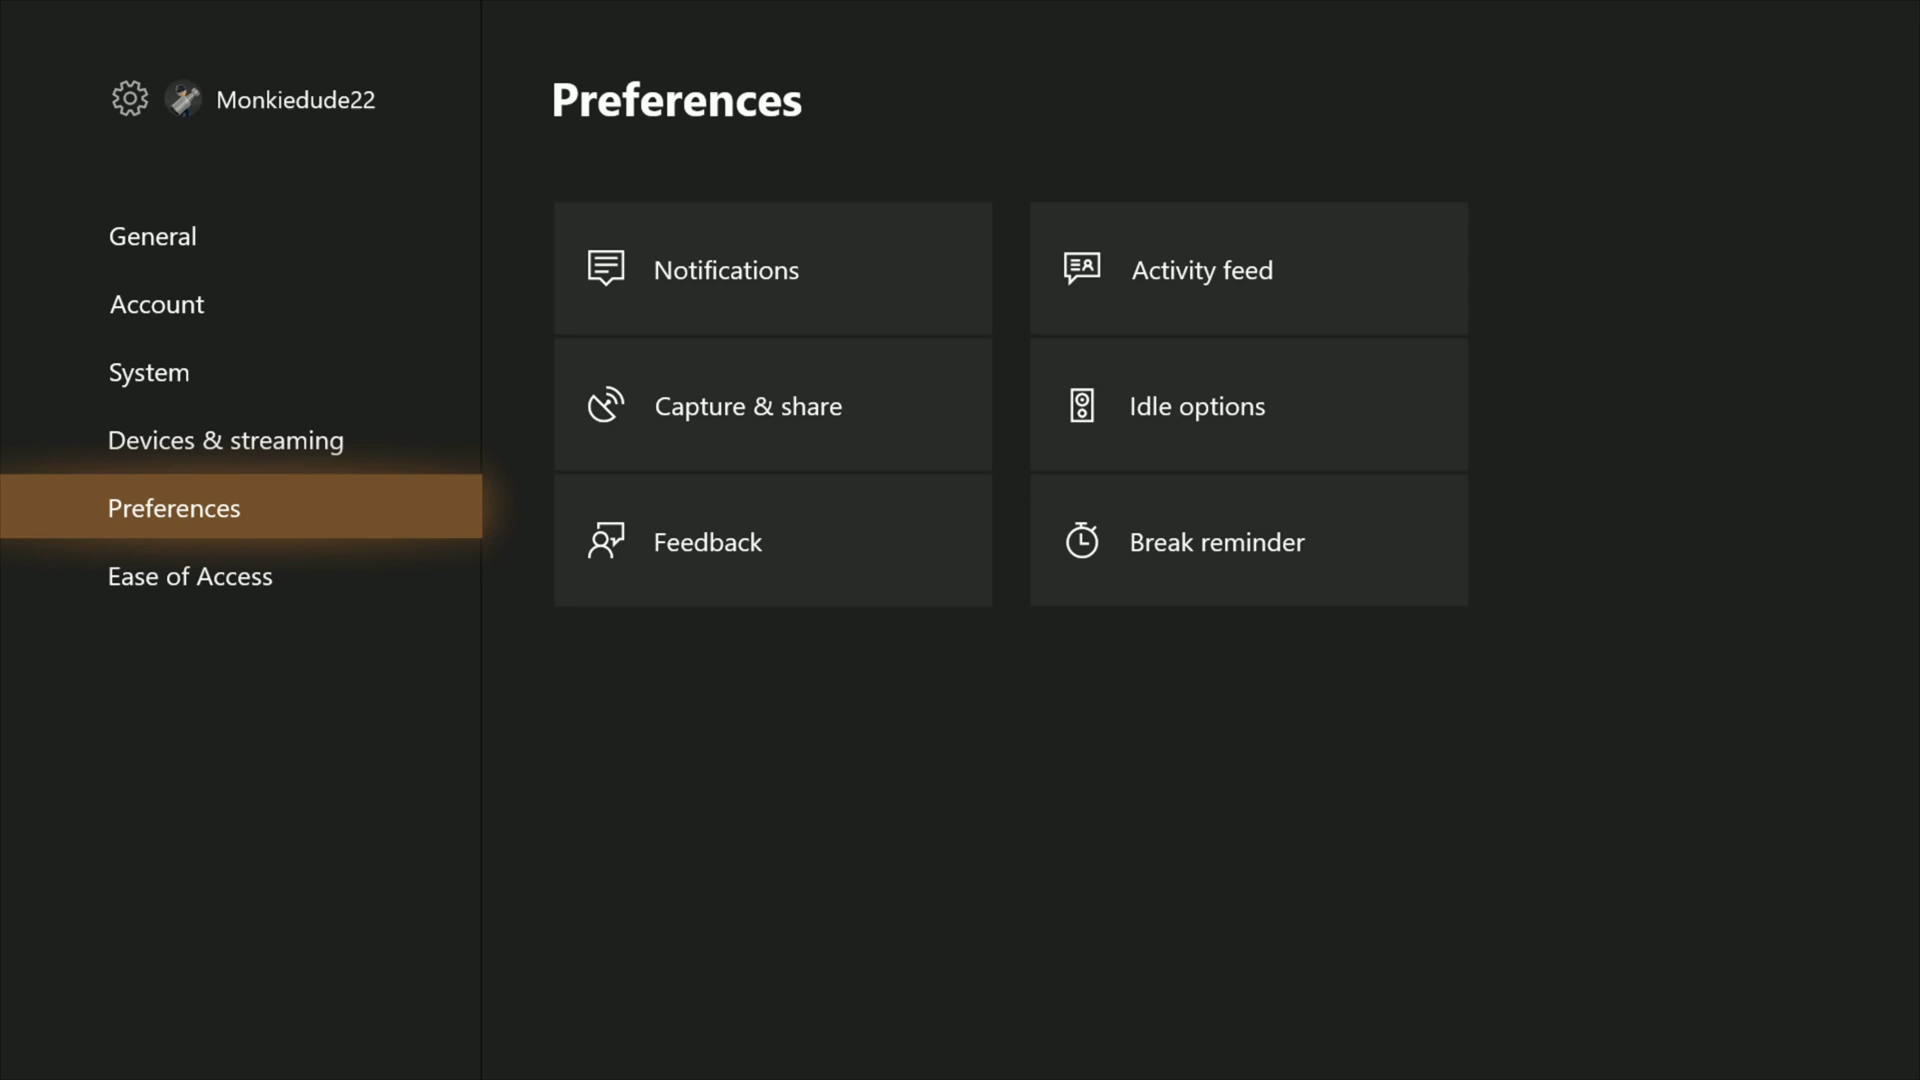 Monkiedude22
General
Account
System
Devices & streaming
Preferences
Ease of Access
Preferences
Notifications
Activity feed
Capture & share
Idle options
Feedback
Break reminder